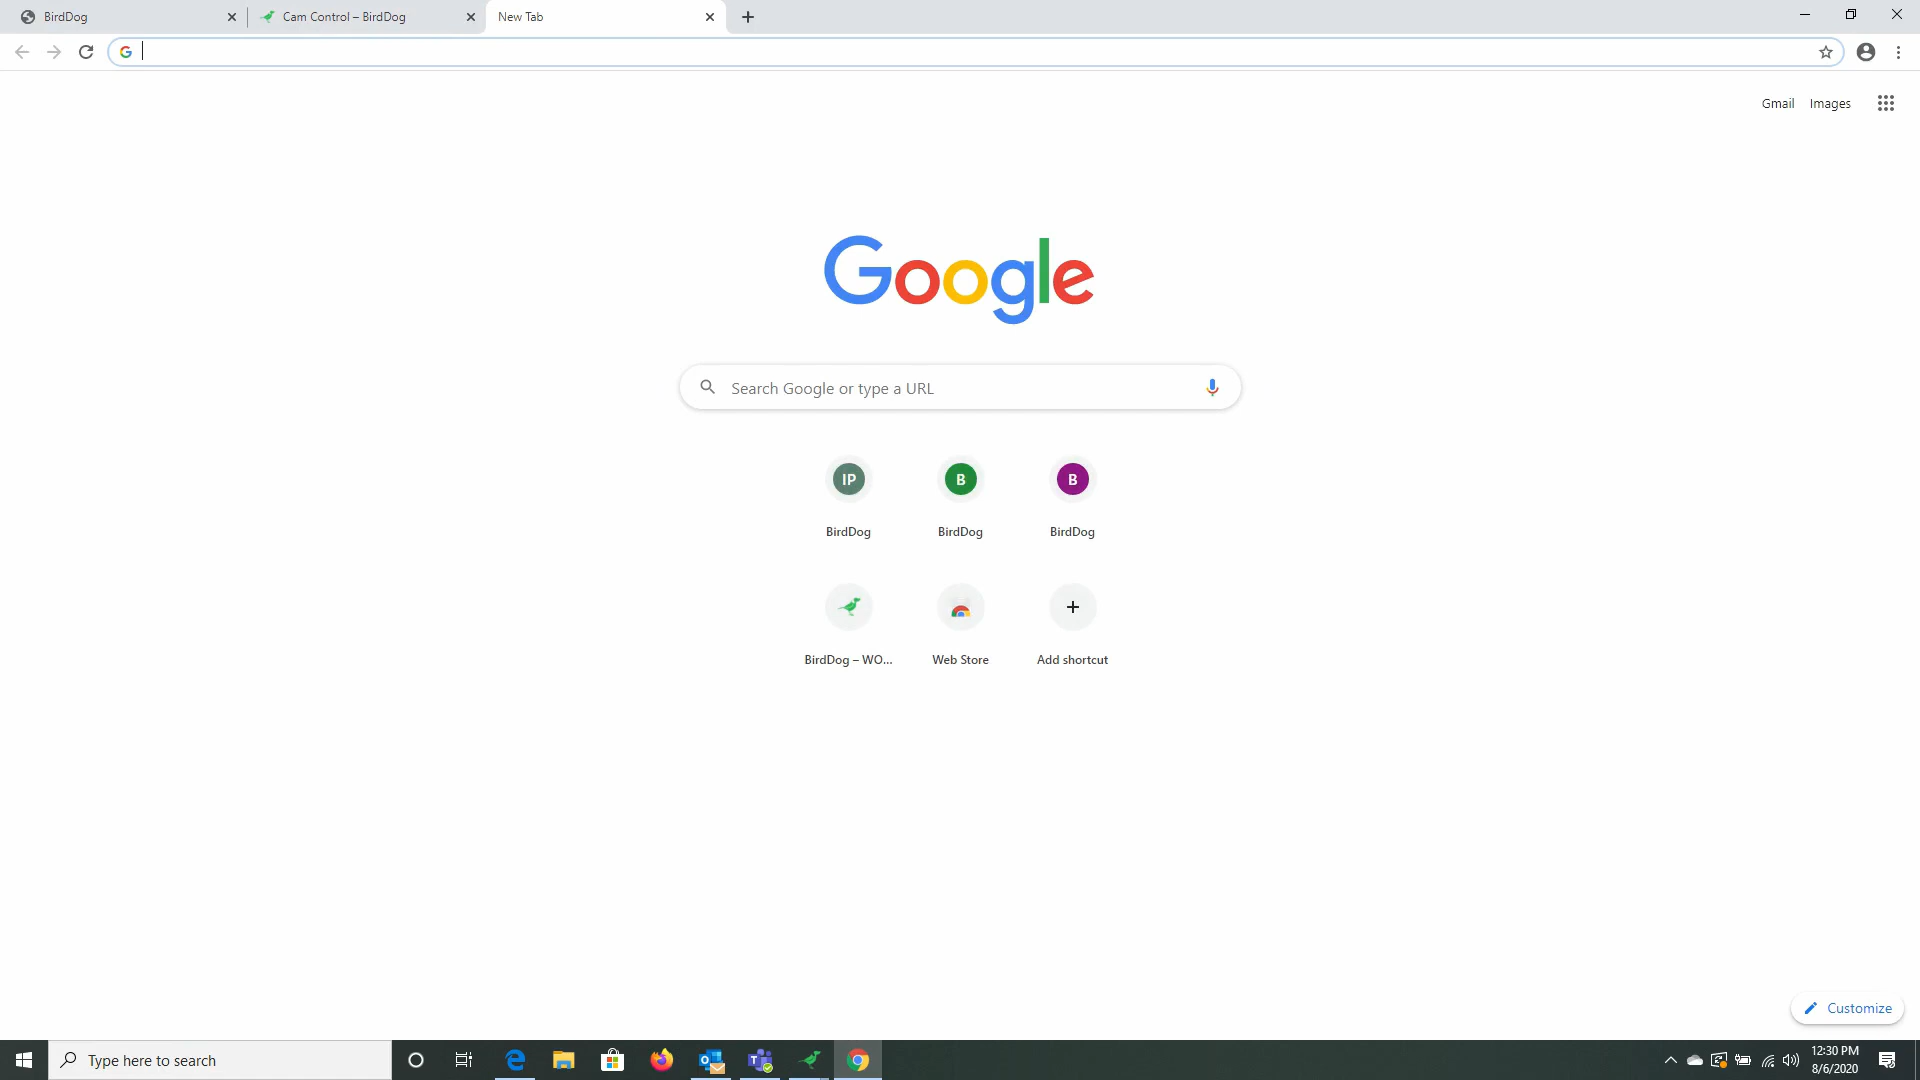 BirdDog
Cam Control – BirdDog
New Tab
Gmail Images
Google
Search Google or type a URL
IP B B
BirdDog BirdDog BirdDog
BirdDog – WO... Web Store Add shortcut
Customize
Type here to search
12:30 PM
8/6/2020